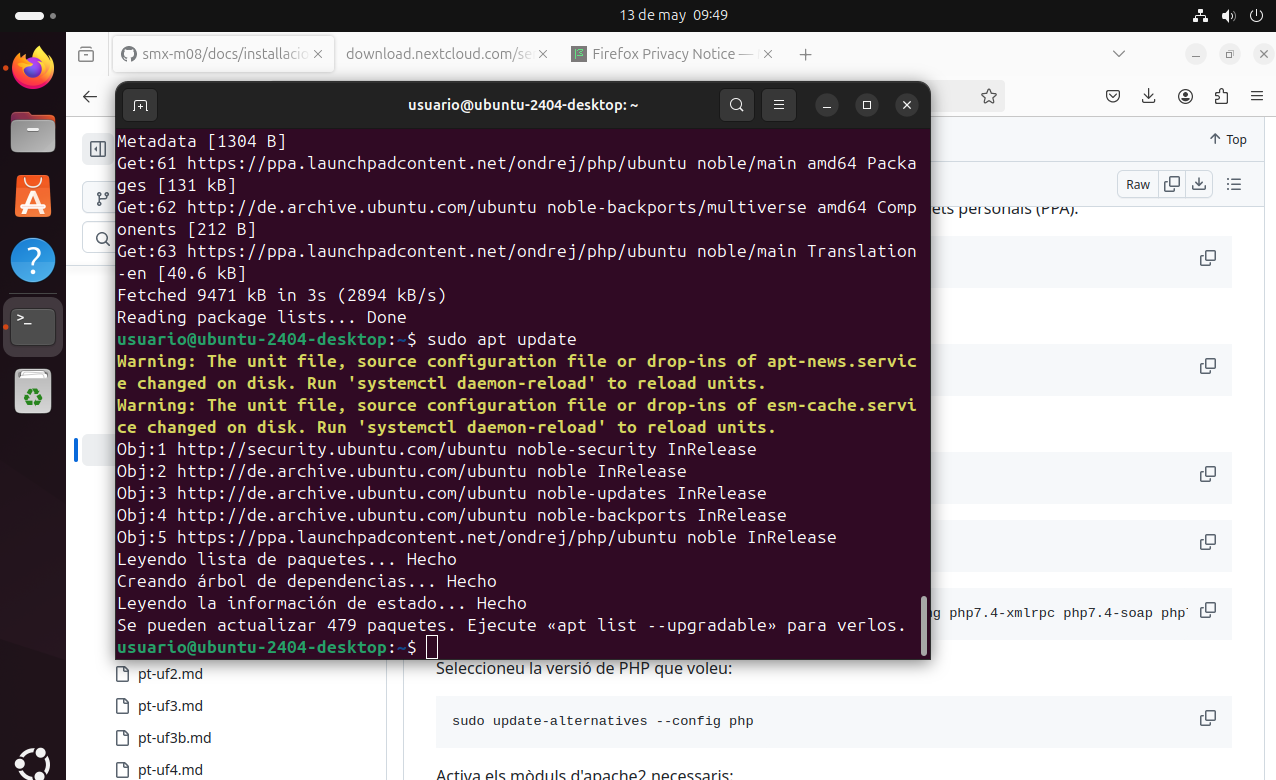 13 de may 09:49
smx-m08/docs/installacio
download.nextcloud.com/se
Firefox Privacy Notice —
usuario@ubuntu-2404-desktop: ~
Metadata [1304 B]
Get:61 https://ppa.launchpadcontent.net/ondrej/php/ubuntu noble/main amd64 Packa
ges [131 kB]
Get:62 http://de.archive.ubuntu.com/ubuntu noble-backports/multiverse amd64 Comp
onents [212 B]
Get:63 https://ppa.launchpadcontent.net/ondrej/php/ubuntu noble/main Translation
-en [40.6 kB]
Fetched 9471 kB in 3s (2894 kB/s)
Reading package lists... Done
usuario@ubuntu-2404-desktop:~$ sudo apt update
Warning: The unit file, source configuration file or drop-ins of apt-news.servic
e changed on disk. Run 'systemctl daemon-reload' to reload units.
Warning: The unit file, source configuration file or drop-ins of esm-cache.servi
ce changed on disk. Run 'systemctl daemon-reload' to reload units.
Obj:1 http://security.ubuntu.com/ubuntu noble-security InRelease
Obj:2 http://de.archive.ubuntu.com/ubuntu noble InRelease
Obj:3 http://de.archive.ubuntu.com/ubuntu noble-updates InRelease
Obj:4 http://de.archive.ubuntu.com/ubuntu noble-backports InRelease
Obj:5 https://ppa.launchpadcontent.net/ondrej/php/ubuntu noble InRelease
Leyendo lista de paquetes... Hecho
Creando árbol de dependencias... Hecho
Leyendo la información de estado... Hecho
Se pueden actualizar 479 paquetes. Ejecute «apt list --upgradable» para verlos.
usuario@ubuntu-2404-desktop:~$
Top
Raw
ets personals (PPA).
ng php7.4-xmlrpc php7.4-soap php
Seleccioneu la versió de PHP que voleu:
sudo update-alternatives --config php
Activa els mòduls d'apache2 necessaris:
pt-uf2.md
pt-uf3.md
pt-uf3b.md
pt-uf4.md